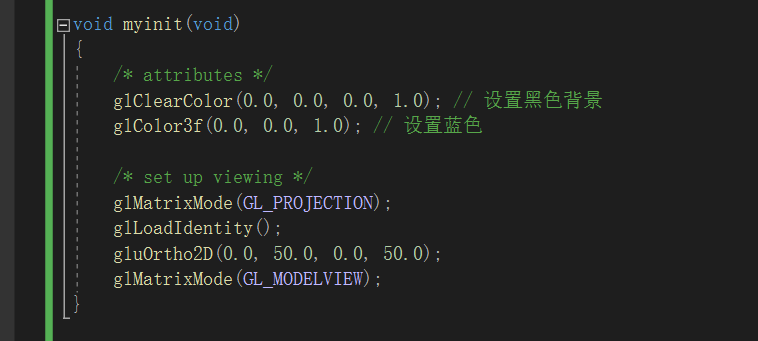 void myinit(void)
{
/* attributes */
glClearColor(0.0, 0.0, 0.0, 1.0); // 设置黑色背景
glColor3f(0.0, 0.0, 1.0); // 设置蓝色
/* set up viewing */
glMatrixMode(GL_PROJECTION);
glLoadIdentity();
gluOrtho2D(0.0, 50.0, 0.0, 50.0);
glMatrixMode(GL_MODELVIEW);
}